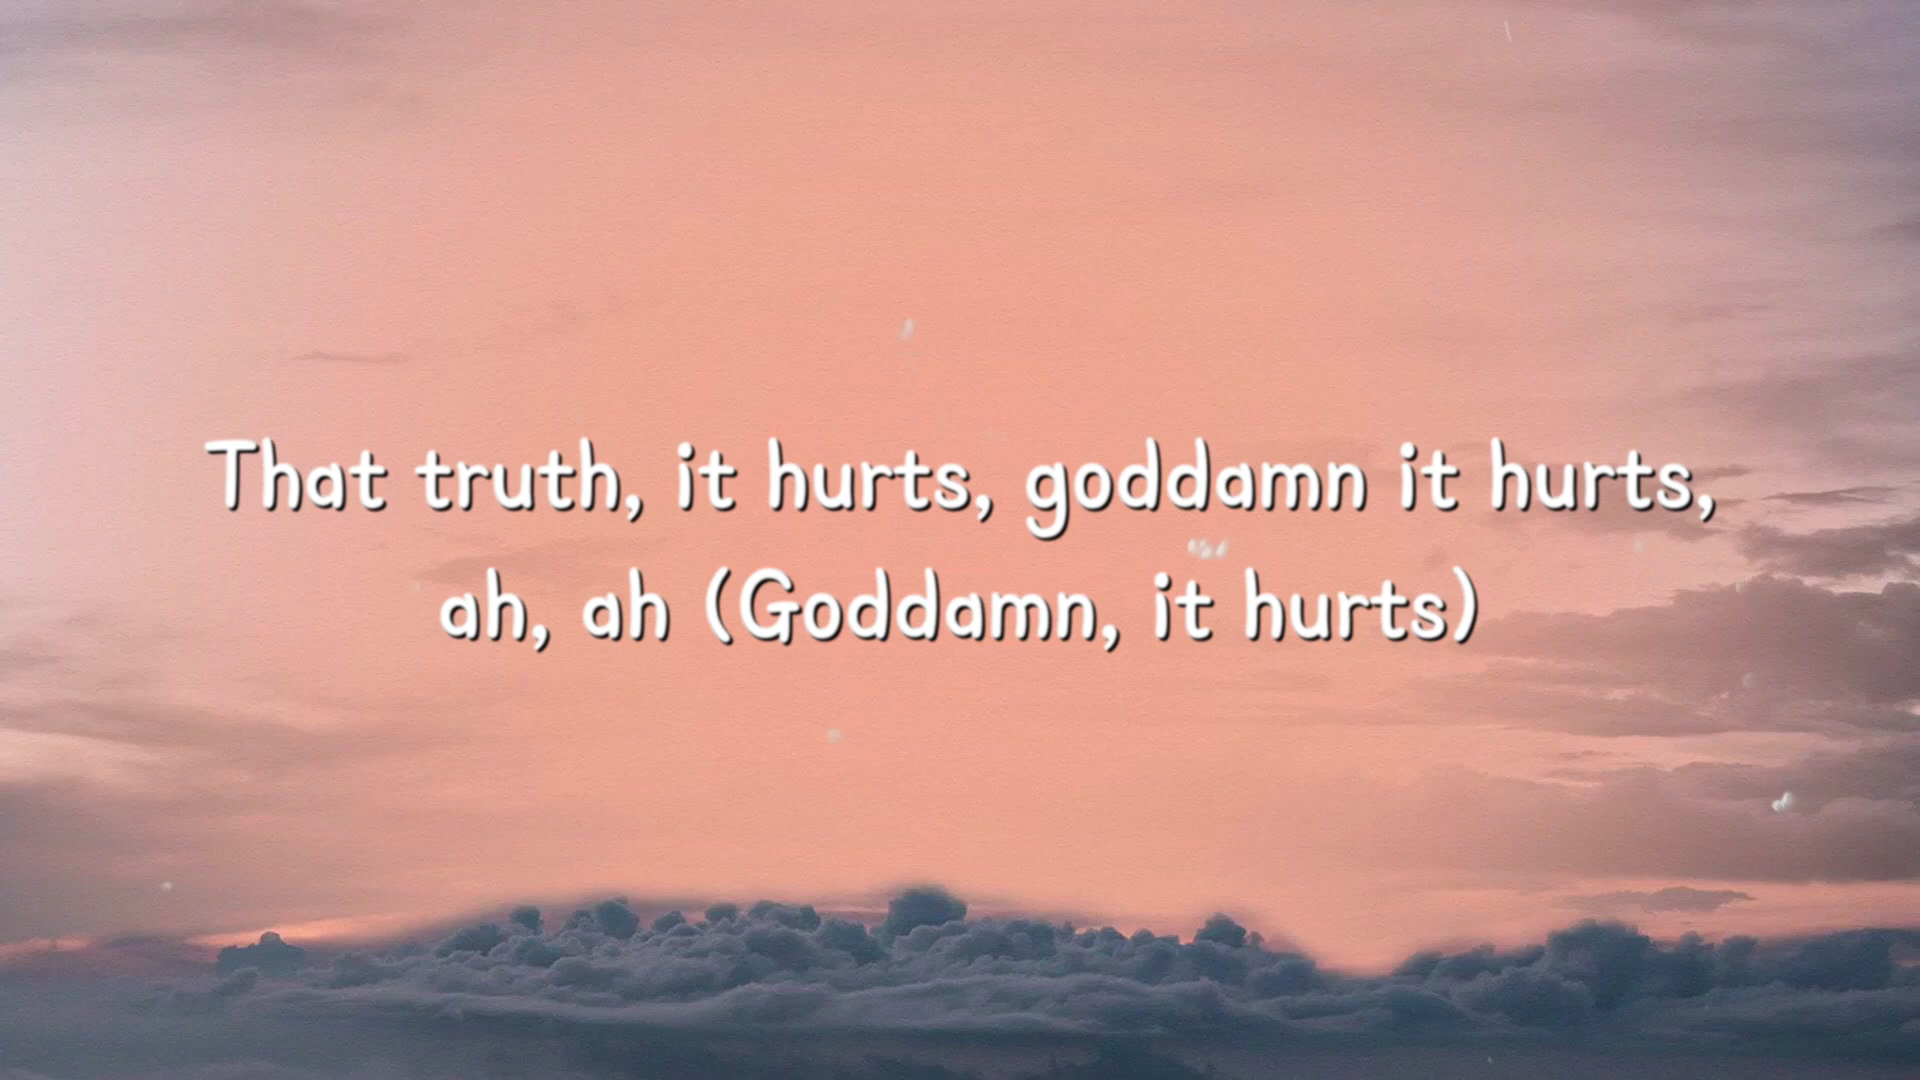 That truth, it hurts, goddamn it hurts,
ah, ah (Goddamn, it hurts)